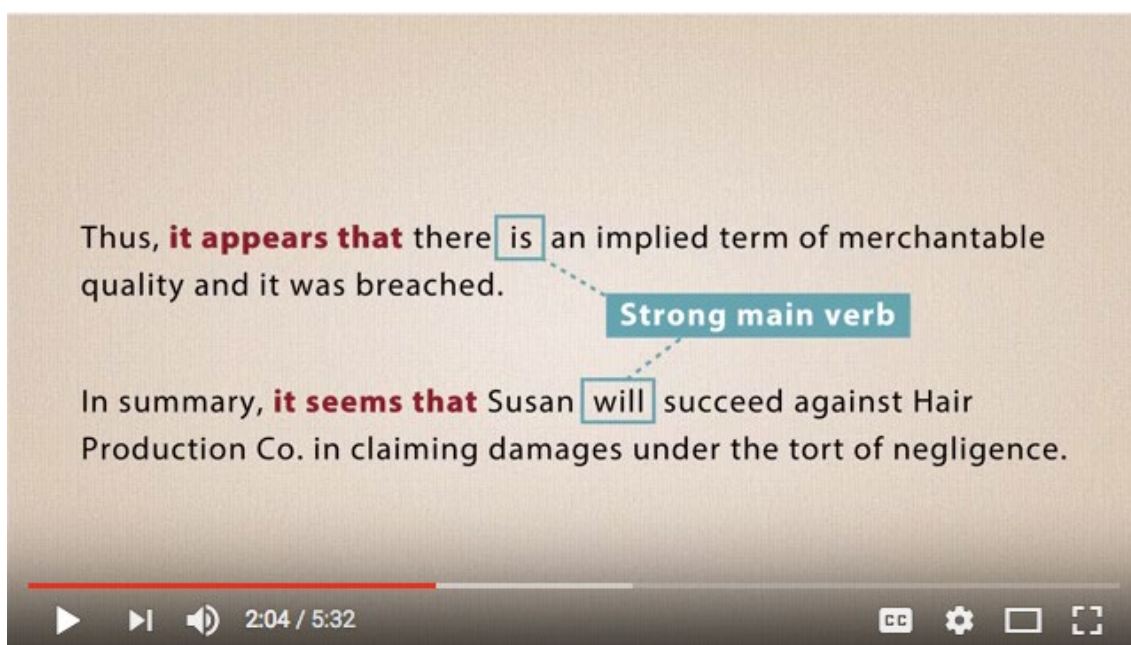 Thus, it appears that there is an implied term of merchantable
quality and it was breached.
Strong main verb
In summary, it seems that Susan will succeed against Hair
Production Co. in claiming damages under the tort of negligence.
2:04 / 5:32
CC